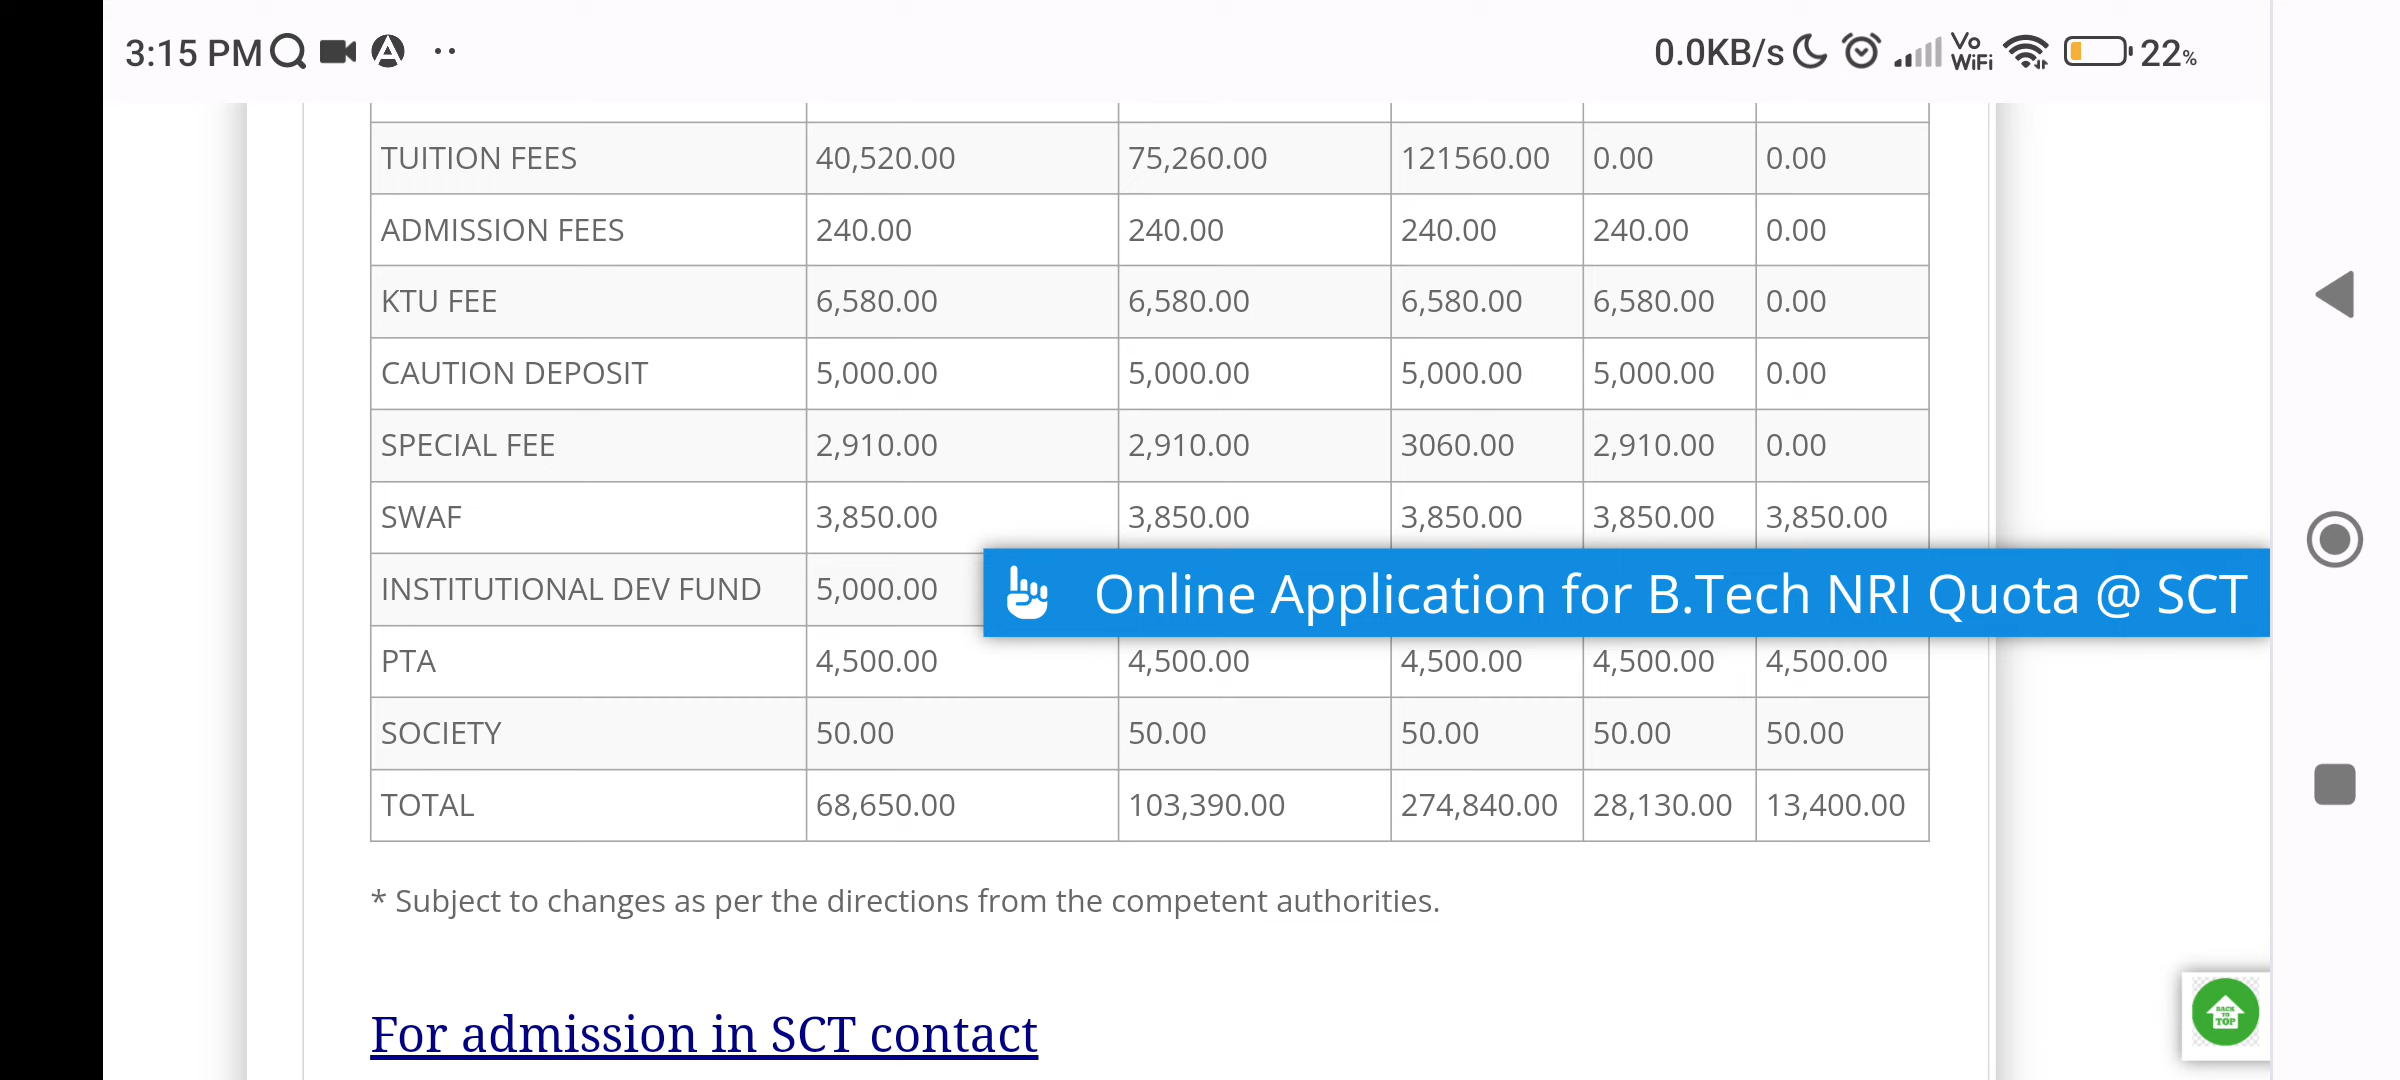 3:15 PM 0.0KB/s Vo WiFi 22%
TUITION FEES 40,520.00 75,260.00 121560.00 0.00 0.00
ADMISSION FEES 240.00 240.00 240.00 240.00 0.00
KTU FEE 6,580.00 6,580.00 6,580.00 6,580.00 0.00
CAUTION DEPOSIT 5,000.00 5,000.00 5,000.00 5,000.00 0.00
SPECIAL FEE 2,910.00 2,910.00 3060.00 2,910.00 0.00
SWAF 3,850.00 3,850.00 3,850.00 3,850.00 3,850.00
INSTITUTIONAL DEV FUND 5,000.00
Online Application for B.Tech NRI Quota @ SCT
PTA 4,500.00 4,500.00 4,500.00 4,500.00 4,500.00
SOCIETY 50.00 50.00 50.00 50.00 50.00
TOTAL 68,650.00 103,390.00 274,840.00 28,130.00 13,400.00
* Subject to changes as per the directions from the competent authorities.
BACK
TO
TOP
For admission in SCT contact